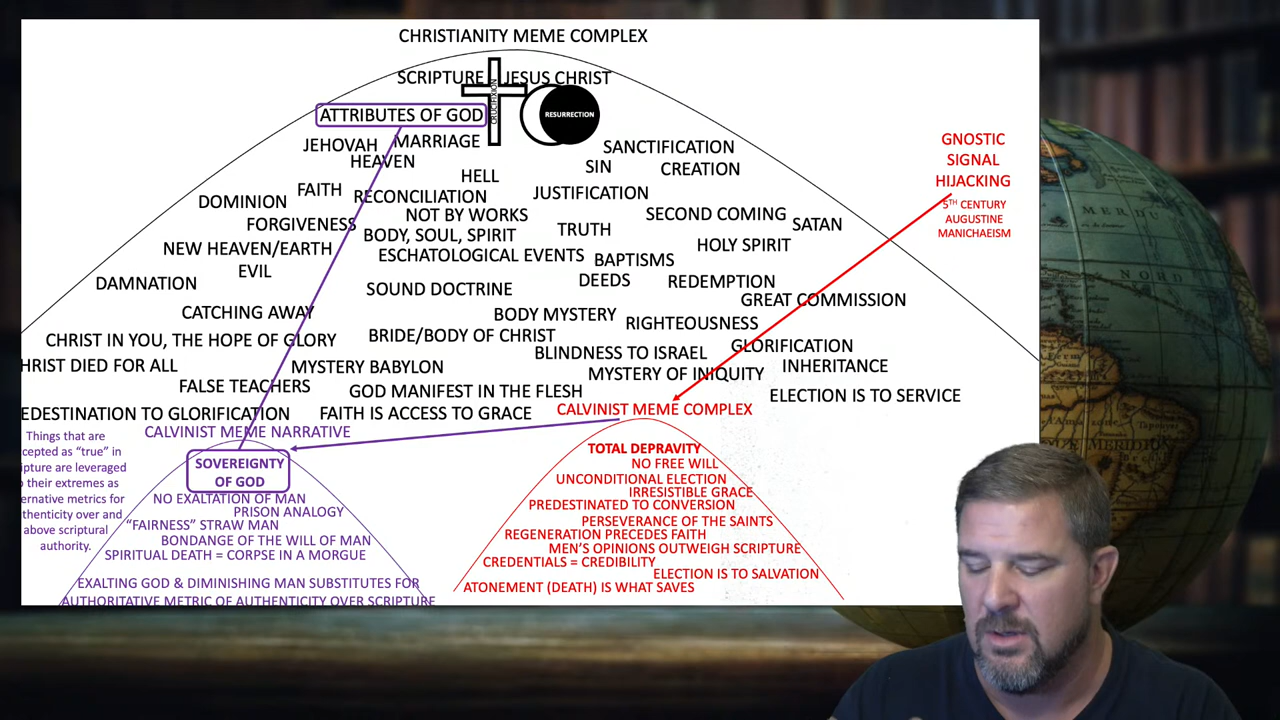 CHRISTIANITY MEME COMPLEX
SCRIPTURE JESUS CHRIST
CRUCIFIXION
RESURRECTION
ATTRIBUTES OF GOD
JEHOVAH MARRIAGE
HEAVEN
HELL
SANCTIFICATION
SIN
CREATION
FAITH
RECONCILIATION
JUSTIFICATION
DOMINION
NOT BY WORKS
SECOND COMING
FORGIVENESS
BODY, SOUL, SPIRIT
TRUTH
SATAN
NEW HEAVEN/EARTH
ESCHATOLOGICAL EVENTS
BAPTISMS
HOLY SPIRIT
EVIL
DAMNATION
SOUND DOCTRINE
DEEDS
REDEMPTION
GREAT COMMISSION
CATCHING AWAY
BODY MYSTERY
RIGHTEOUSNESS
CHRIST IN YOU, THE HOPE OF GLORY
BRIDE/BODY OF CHRIST
BLINDNESS TO ISRAEL
GLORIFICATION
HRIST DIED FOR ALL
MYSTERY BABYLON
MYSTERY OF INIQUITY
INHERITANCE
FALSE TEACHERS
GOD MANIFEST IN THE FLESH
ELECTION IS TO SERVICE
EDESTINATION TO GLORIFICATION
FAITH IS ACCESS TO GRACE
GNOSTIC
SIGNAL
HIJACKING
5TH CENTURY
AUGUSTINE
MANICHAEISM
CALVINIST MEME COMPLEX
TOTAL DEPRAVITY
NO FREE WILL
UNCONDITIONAL ELECTION
IRRESISTIBLE GRACE
PREDESTINATED TO CONVERSION
PERSEVERANCE OF THE SAINTS
REGENERATION PRECEDES FAITH
MEN'S OPINIONS OUTWEIGH SCRIPTURE
CREDENTIALS = CREDIBILITY
ELECTION IS TO SALVATION
ATONEMENT (DEATH) IS WHAT SAVES
CALVINIST MEME NARRATIVE
SOVEREIGNTY
OF GOD
NO EXALTATION OF MAN
PRISON ANALOGY
"FAIRNESS" STRAW MAN
BONDANGE OF THE WILL OF MAN
SPIRITUAL DEATH = CORPSE IN A MORGUE
EXALTING GOD & DIMINISHING MAN SUBSTITUTES FOR
AUTHORITATIVE METRIC OF AUTHENTICITY OVER SCRIPTURE
Things that are
cepted as "true" in
ipture are leveraged
their extremes as
ernative metrics for
thenticity over and
above scriptural
authority.
MERDU
NORD
MERIDI